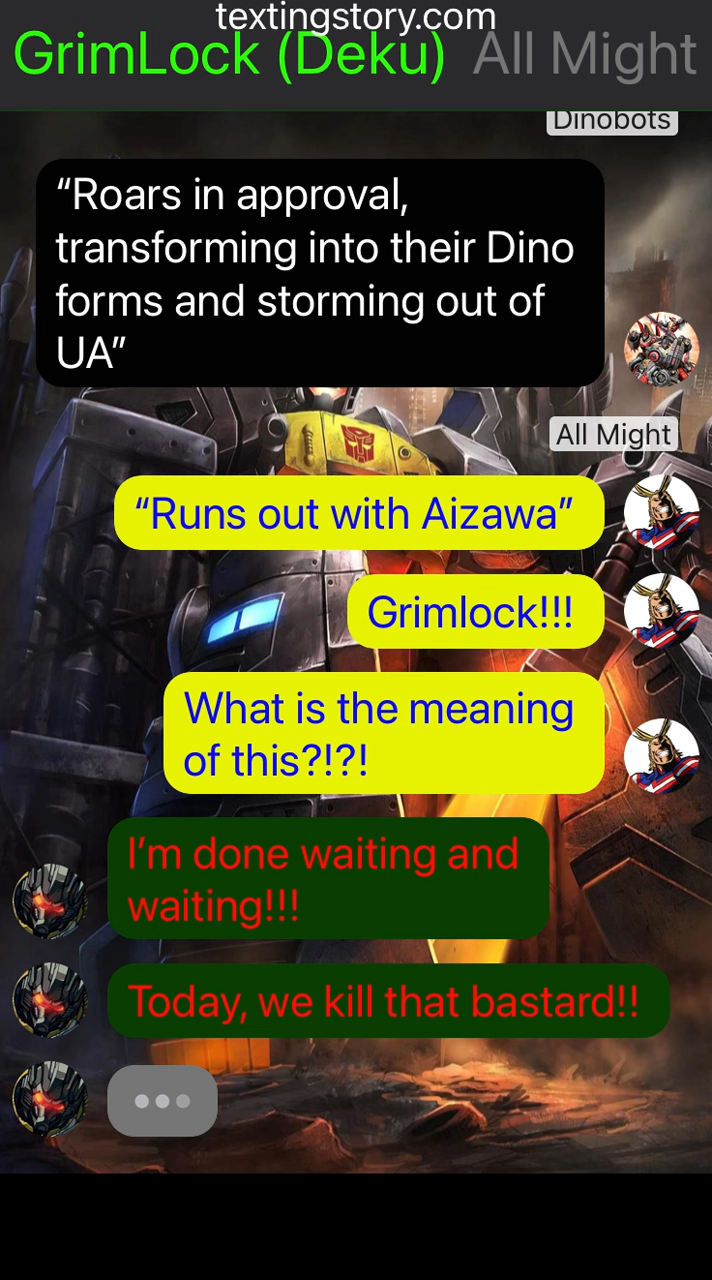 textingstory.com
GrimLock (Deku) All Might
Dinobots
“Roars in approval,
transforming into their Dino
forms and storming out of
UA”
All Might
“Runs out with Aizawa”
Grimlock!!!
What is the meaning
of this?!?!
I’m done waiting and
waiting!!!
Today, we kill that bastard!!